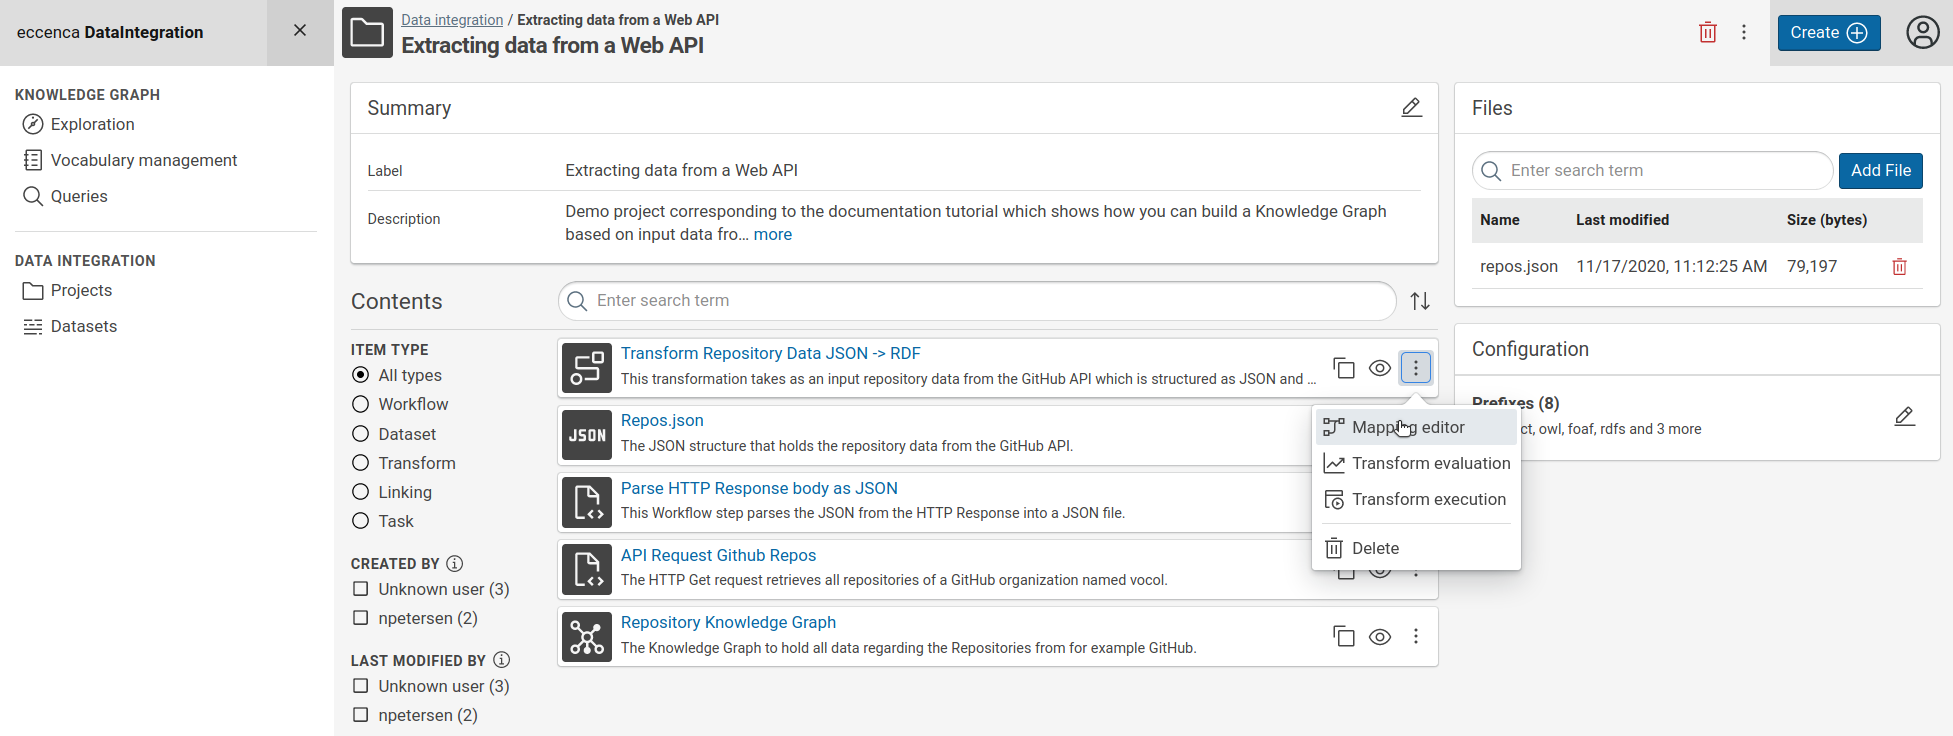 eccenca DataIntegration
KNOWLEDGE GRAPH
Exploration
Vocabulary management
Queries
DATA INTEGRATION
Projects
Datasets
Data integration / Extracting data from a Web API
Extracting data from a Web API
Create
Summary
Label
Extracting data from a Web API
Description
Demo project corresponding to the documentation tutorial which shows how you can build a Knowledge Graph
based on input data fro... more
Contents
Enter search term
ITEM TYPE
All types
Workflow
Dataset
Transform
Linking
Task
CREATED BY
Unknown user (3)
npetersen (2)
LAST MODIFIED BY
Unknown user (3)
npetersen (2)
Transform Repository Data JSON -> RDF
This transformation takes as an input repository data from the GitHub API which is structured as JSON and ...
JSON
Repos.json
The JSON structure that holds the repository data from the GitHub API.
Parse HTTP Response body as JSON
This Workflow step parses the JSON from the HTTP Response into a JSON file.
API Request Github Repos
The HTTP Get request retrieves all repositories of a GitHub organization named vocol.
Repository Knowledge Graph
The Knowledge Graph to hold all data regarding the Repositories from for example GitHub.
Mapping editor
Transform evaluation
Transform execution
Delete
Files
Enter search term
Add File
Name Last modified Size (bytes)
repos.json 11/17/2020, 11:12:25 AM 79,197
Configuration
Prefixes (8)
owl, foaf, rdfs and 3 more